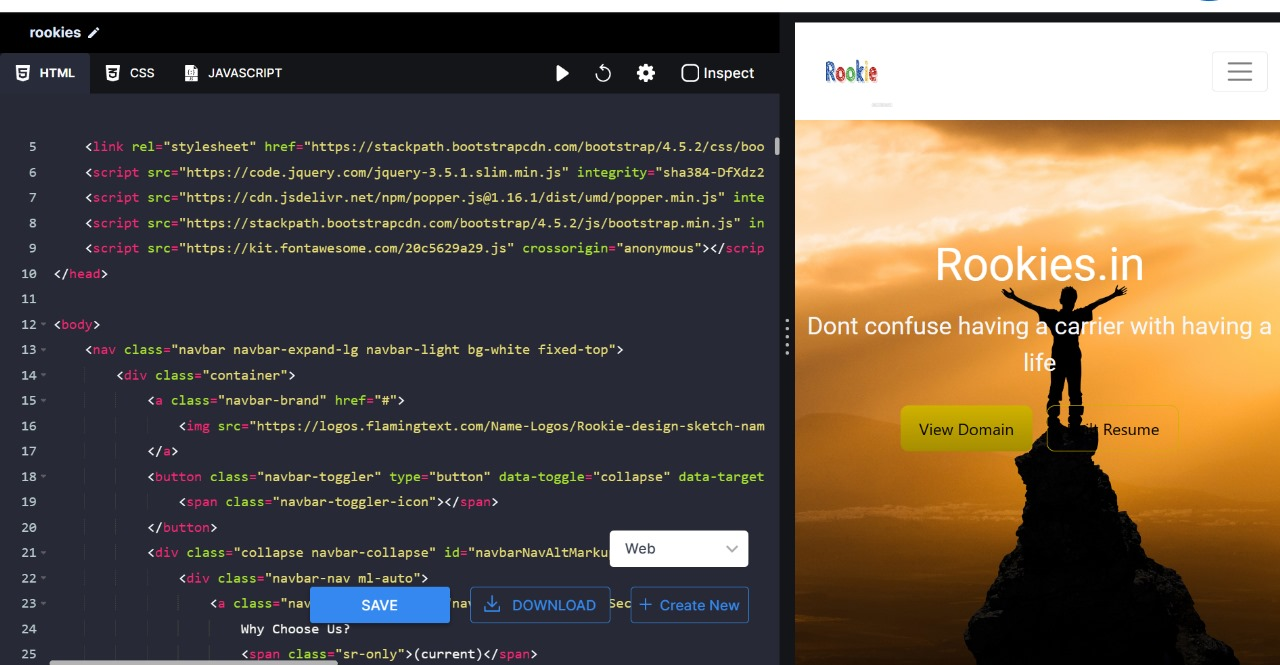 rookies
HTML CSS JAVASCRIPT Inspect
5 <link rel="stylesheet" href="https://stackpath.bootstrapcdn.com/bootstrap/4.5.2/css/boo
6 <script src="https://code.jquery.com/jquery-3.5.1.slim.min.js" integrity="sha384-DfXdz2
7 <script src="https://cdn.jsdelivr.net/npm/popper.js@1.16.1/dist/umd/popper.min.js" inte
8 <script src="https://stackpath.bootstrapcdn.com/bootstrap/4.5.2/js/bootstrap.min.js" in
9 <script src="https://kit.fontawesome.com/20c5629a29.js" crossorigin="anonymous"></scrip
10 </head>
11
12 <body>
13 <nav class="navbar navbar-expand-lg navbar-light bg-white fixed-top">
14 <div class="container">
15 <a class="navbar-brand" href="#">
16 <img src="https://logos.flamingtext.com/Name-Logos/Rookie-design-sketch-nam
17 </a>
18 <button class="navbar-toggler" type="button" data-toggle="collapse" data-target
19 <span class="navbar-toggler-icon"></span>
20 </button>
21 <div class="collapse navbar-collapse" id="navbarNavAltMarku
22 <div class="navbar-nav ml-auto">
23 <a class="nav "na Sec
24 Why Choose Us?
25 <span class="sr-only">(current)</span>
Web
SAVE DOWNLOAD + Create New
Rookie
Rookies.in
Dont confuse having a carrier with having a
life
View Domain
Resume